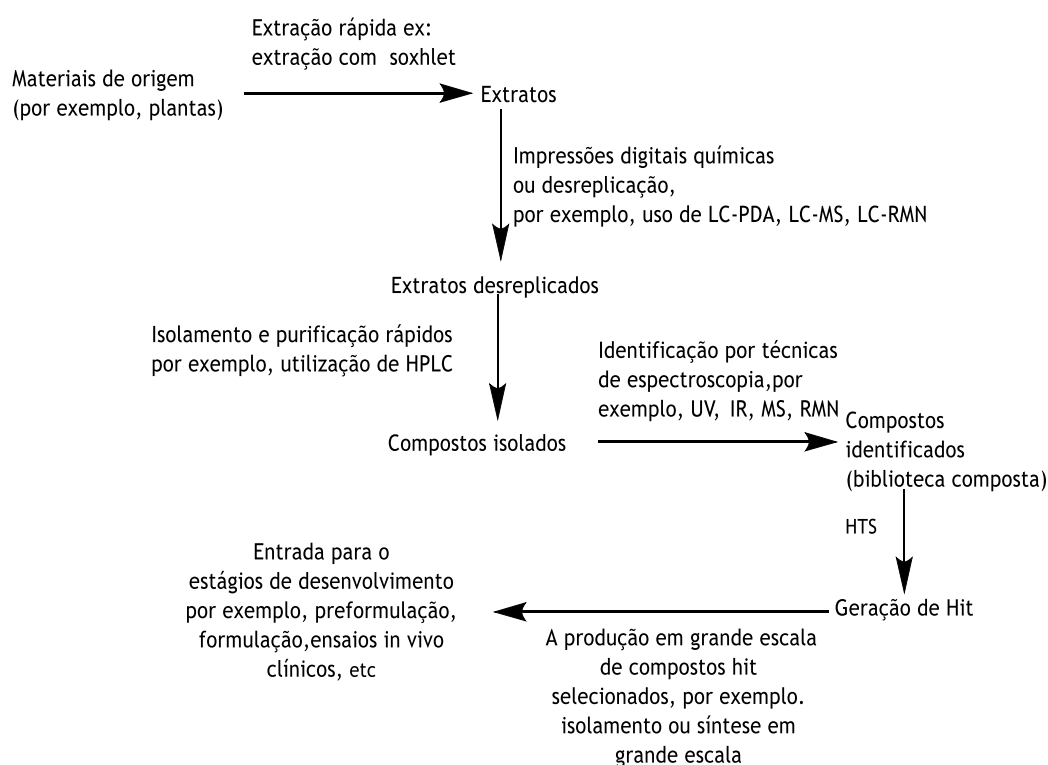 Extração rápida ex:
extração com soxhlet
Materiais de origem
(por exemplo, plantas)
Extratos
Impressões digitais químicas
ou desreplicação,
por exemplo, uso de LC-PDA, LC-MS, LC-RMN
Extratos desreplicados
Isolamento e purificação rápidos
por exemplo, utilização de HPLC
Identificação por técnicas
de espectroscopia,por
exemplo, UV, IR, MS, RMN
Compostos isolados
Compostos
identificados
(biblioteca composta)
HTS
Geração de Hit
A produção em grande escala
de compostos hit
selecionados, por exemplo.
isolamento ou síntese em
grande escala
Entrada para o
estágios de desenvolvimento
por exemplo, preformulação,
formulação,ensaios in vivo
clínicos, etc